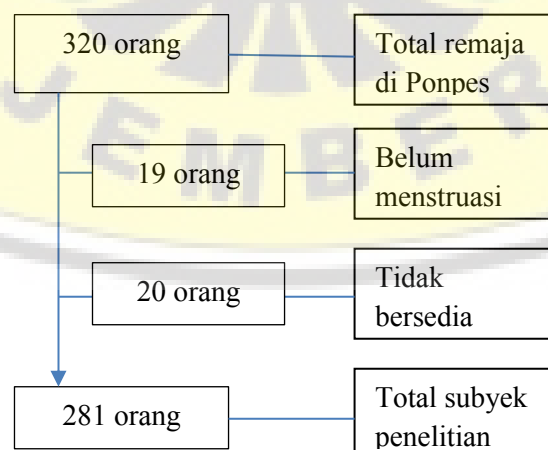 320 orang
Total remaja
di Ponpes
19 orang
Belum
menstruasi
20 orang
Tidak
bersedia
281 orang
Total subyek
penelitian
JEMBER